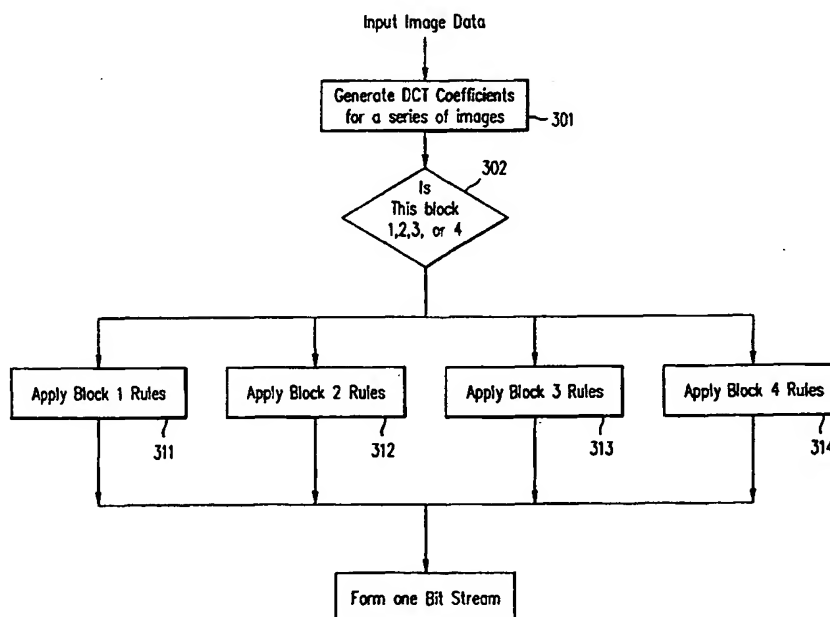 Input Image Data
Generate DCT Coefficients
for a series of images
301
302
Is
This block
1,2,3, or 4
Apply Block 1 Rules
Apply Block 2 Rules
Apply Block 3 Rules
Apply Block 4 Rules
311
312
313
314
Form one Bit Stream